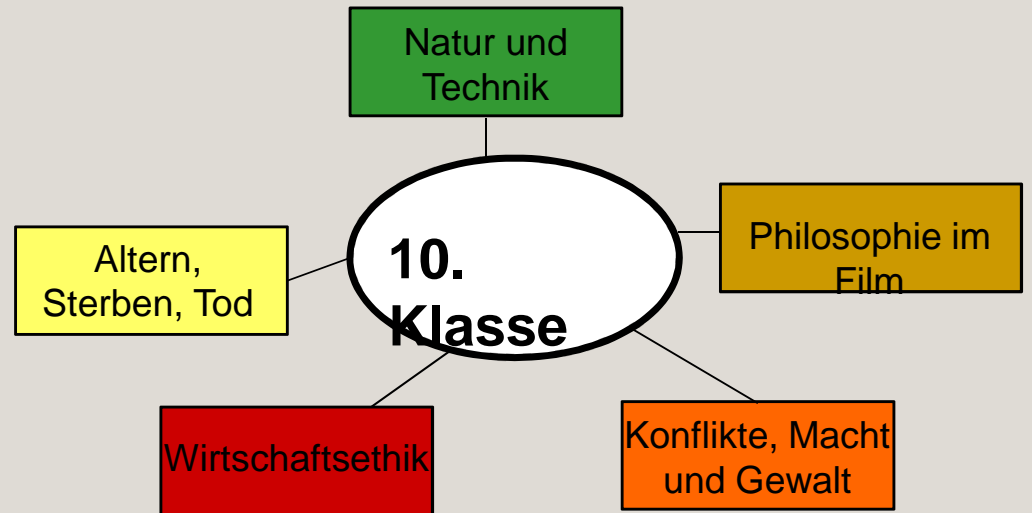 Natur und
Technik
10.
Klasse
Philosophie im
Film
Altern,
Sterben, Tod
Wirtschaftsethik
Konflikte, Macht
und Gewalt